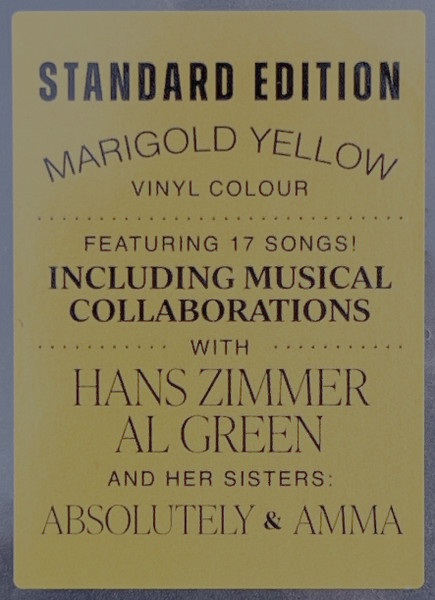 STANDARD EDITION
MARIGOLD YELLOW
VINYL COLOUR
FEATURING 17 SONGS!
INCLUDING MUSICAL
COLLABORATIONS
WITH
HANS ZIMMER
AL GREEN
AND HER SISTERS:
ABSOLUTELY & AMMA